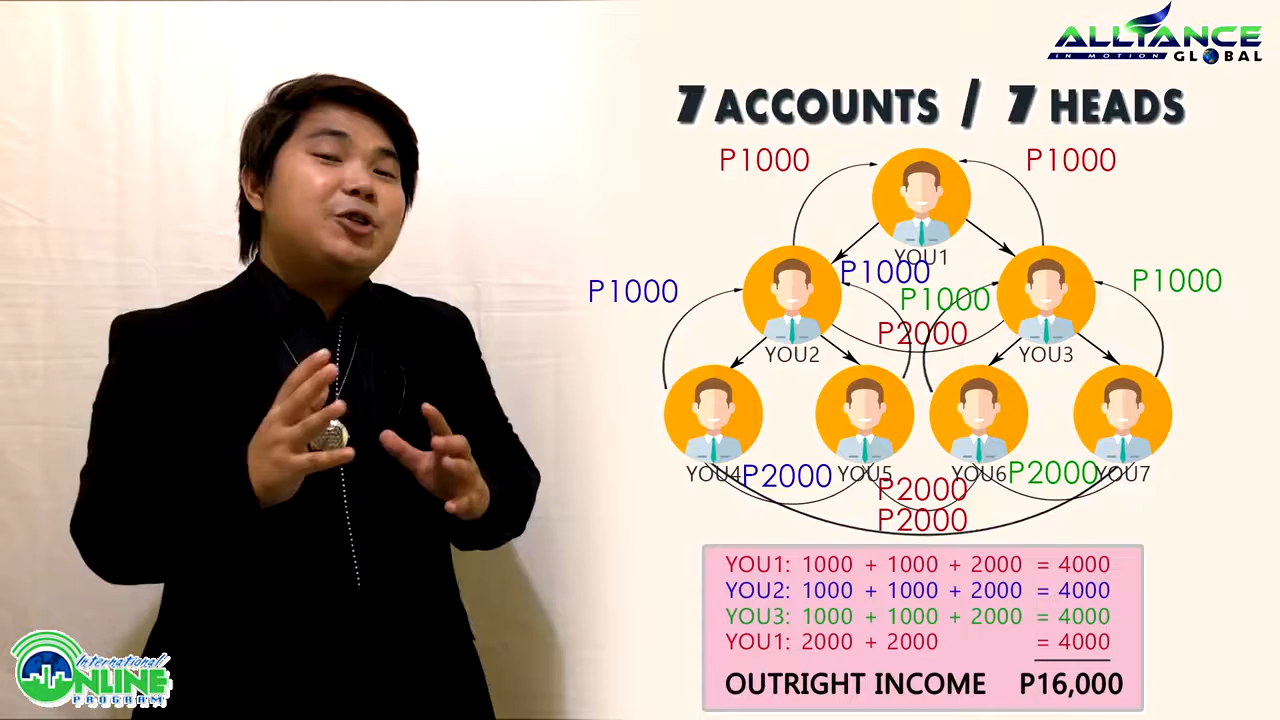 ALLIANCE
IN MOTION GLOBAL
7 ACCOUNTS / 7 HEADS
P1000 P1000
YOU1
P1000 P1000 P1000
P1000
P2000
YOU2 YOU3
YOU4 P2000 YOU5 YOU6 P2000 YOU7
P2000
P2000
YOU1: 1000 + 1000 + 2000 = 4000
YOU2: 1000 + 1000 + 2000 = 4000
YOU3: 1000 + 1000 + 2000 = 4000
YOU1: 2000 + 2000 = 4000
OUTRIGHT INCOME P16,000
International
ONLINE
PROGRAM